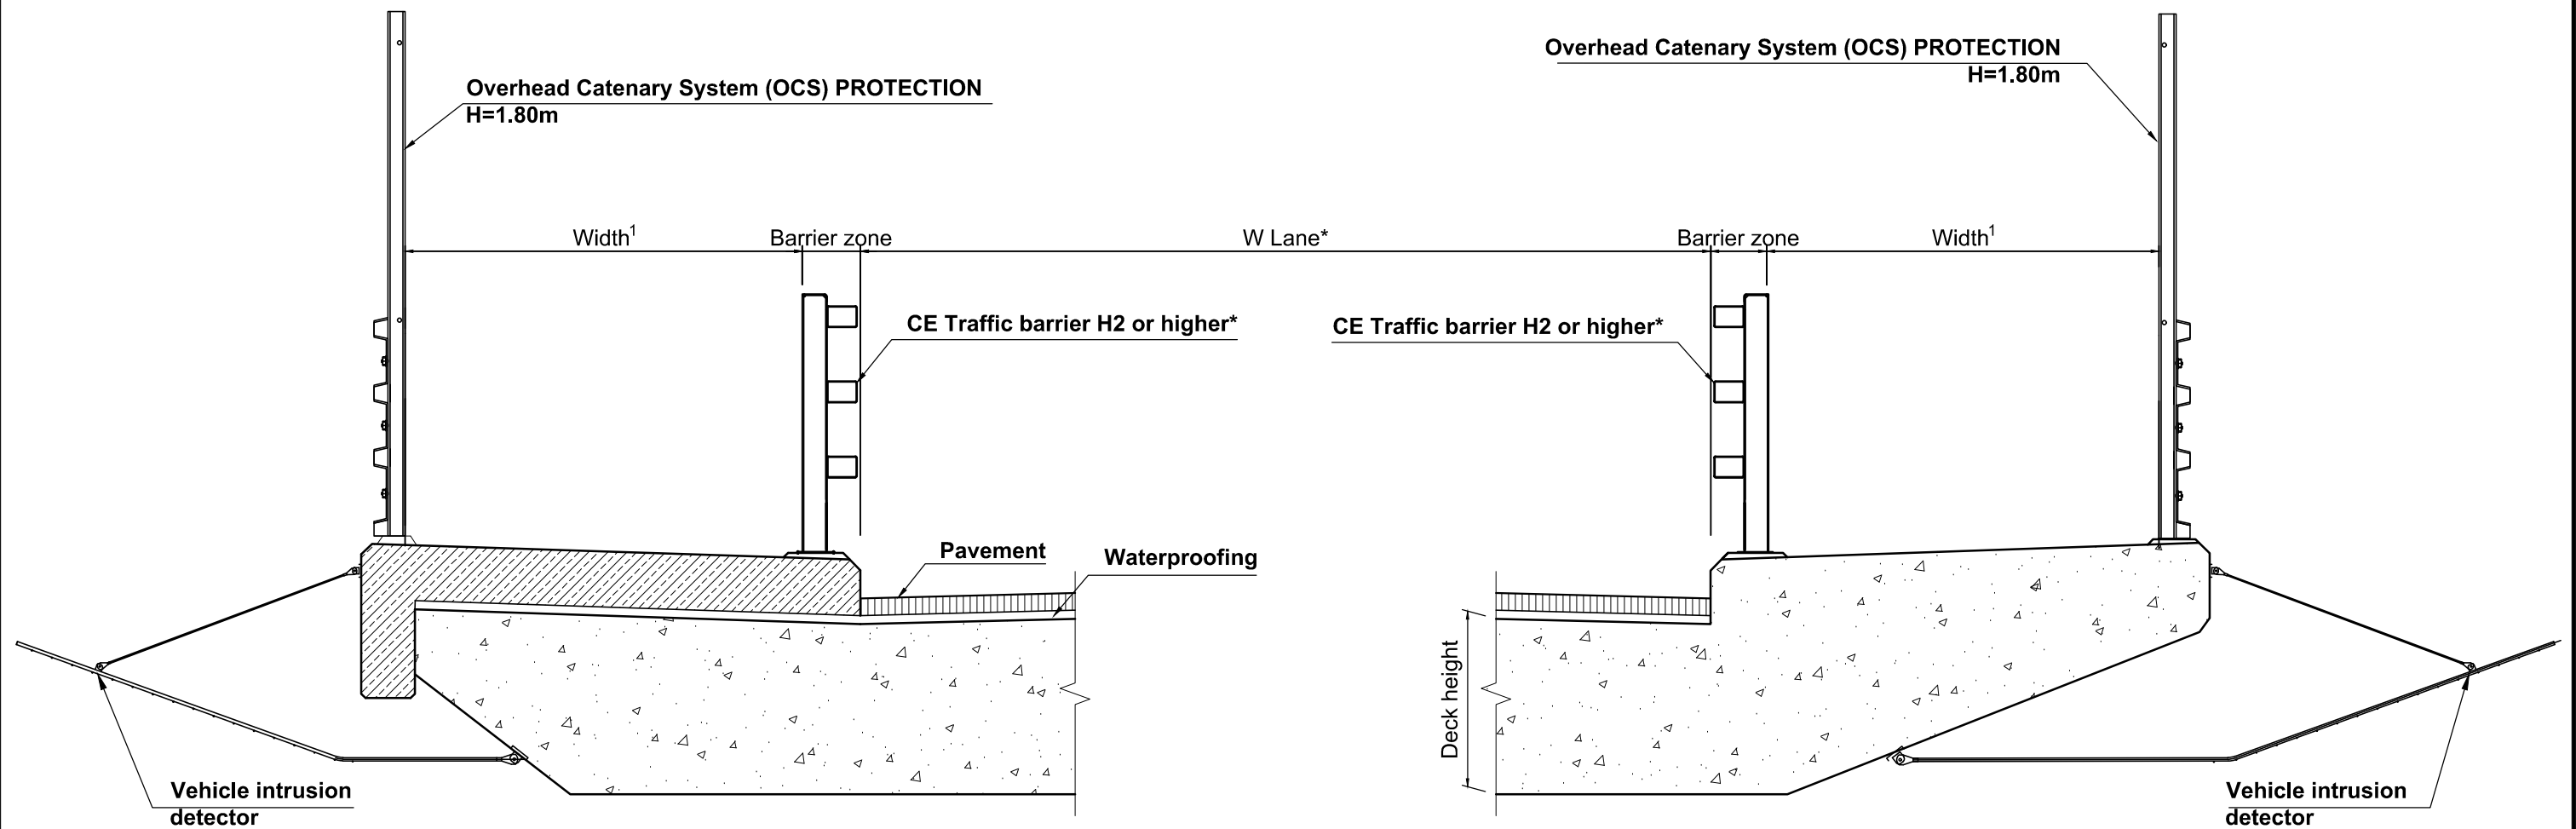 Overhead Catenary System (OCS) PROTECTION
H=1.80m
Overhead Catenary System (OCS) PROTECTION
H=1.80m
Width¹
Barrier zone
W Lane*
Barrier zone
Width¹
CE Traffic barrier H2 or higher*
CE Traffic barrier H2 or higher*
Pavement
Waterproofing
Deck height
Vehicle intrusion
detector
Vehicle intrusion
detector